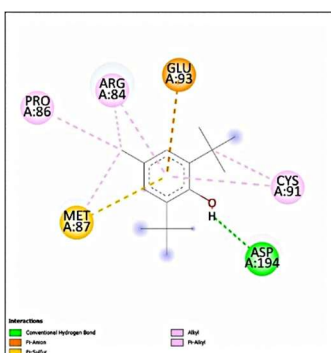 GLU
A:93
ARG
A:84
PRO
A:86
CYS
A:91
MET
A:87
O
H
ASP
A:194
Interactions
Conventional Hydrogen Bond
Pi-Anion
Pi-Sulfur
Alkyl
Pi-Alkyl